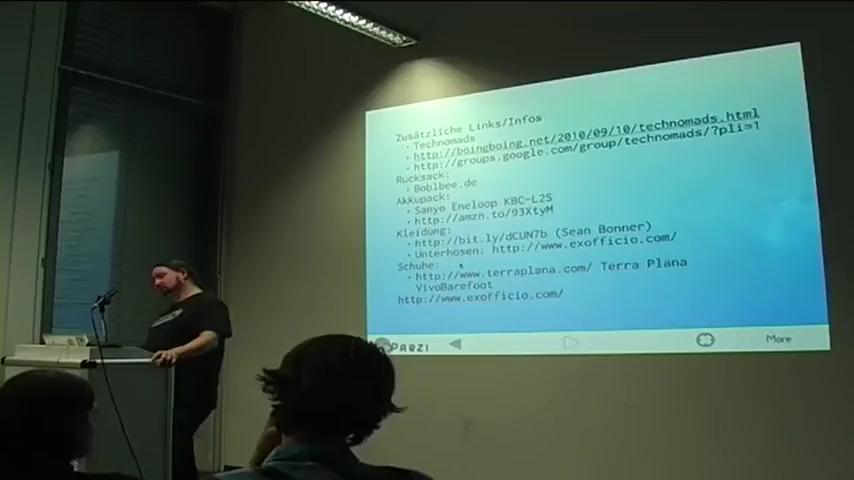 Zusätzliche Links/Infos
• Technomads
• http://boingboing.net/2010/09/10/technomads.html
• http://groups.google.com/group/technomads/?pli=1
Rucksack:
• Boblbee.de
Akkupack:
• Sanyo Eneloop KBC-L2S
• http://amzn.to/93XtyM
Kleidung:
• http://bit.ly/dCUN7b (Sean Bonner)
• Unterhosen: http://www.exofficio.com/
Schuhe:
• http://www.terraplana.com/ Terra Plana
VivoBarefoot
http://www.exofficio.com/
PREZI
More